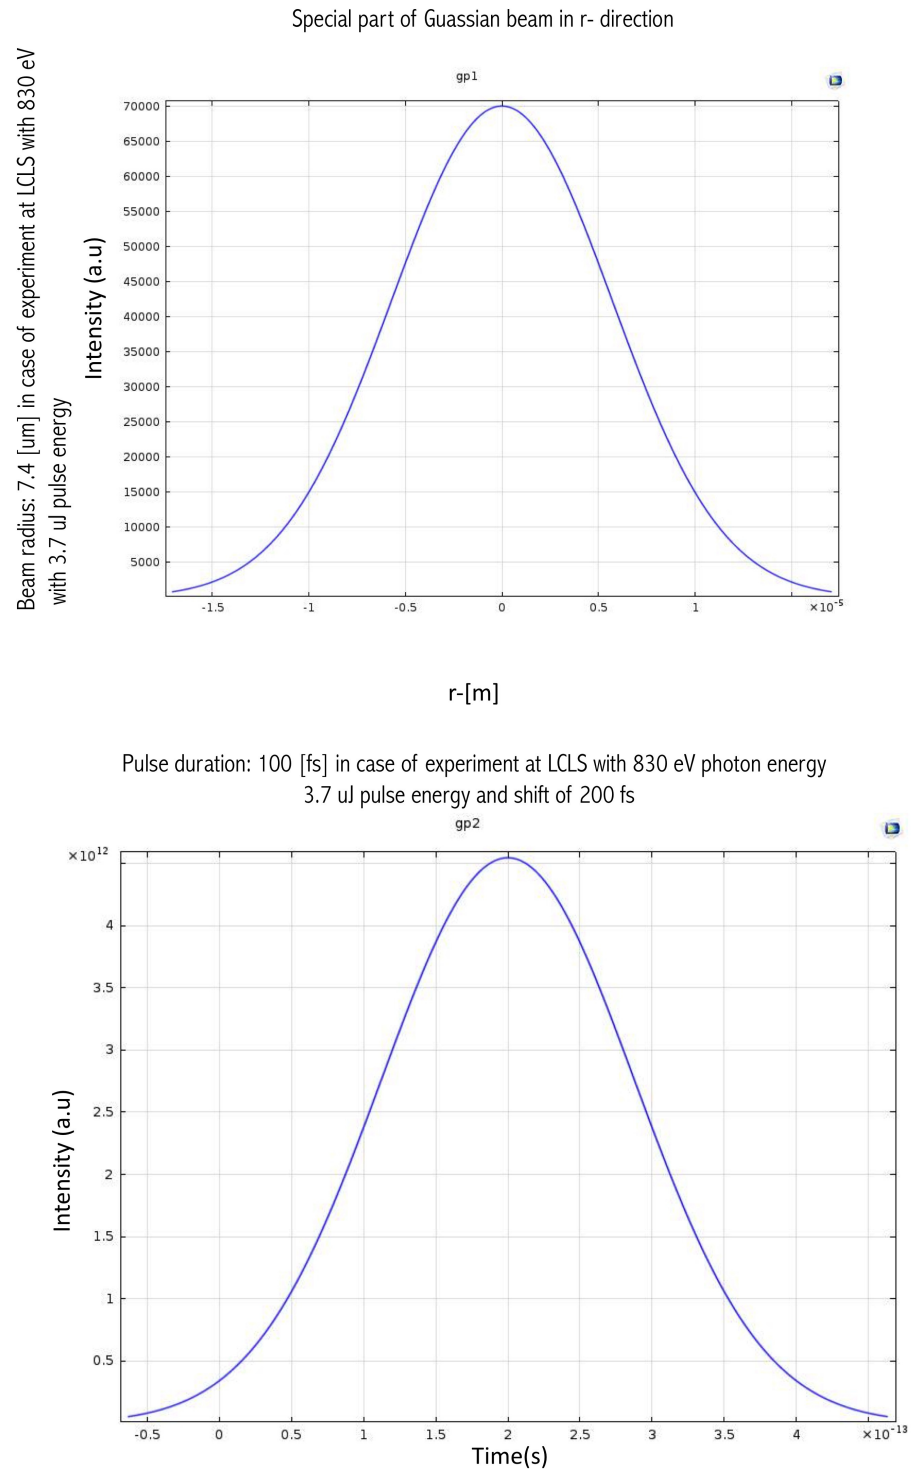 Special part of Guassian beam in r- direction
Beam radius: 7.4 [um] in case of experiment at LCLS with 830 eV
with 3.7 uJ pulse energy
gp1
Intensity (a.u)
70000
65000
60000
55000
50000
45000
40000
35000
30000
25000
20000
15000
10000
5000
-1.5 -1 -0.5 0 0.5 1 ×10⁻⁵
r-[m]
Pulse duration: 100 [fs] in case of experiment at LCLS with 830 eV photon energy
3.7 uJ pulse energy and shift of 200 fs
gp2
×10¹²
Intensity (a.u)
4
3.5
3
2.5
2
1.5
1
0.5
-0.5 0 0.5 1 1.5 2 2.5 3 3.5 4 ×10⁻¹³
Time(s)